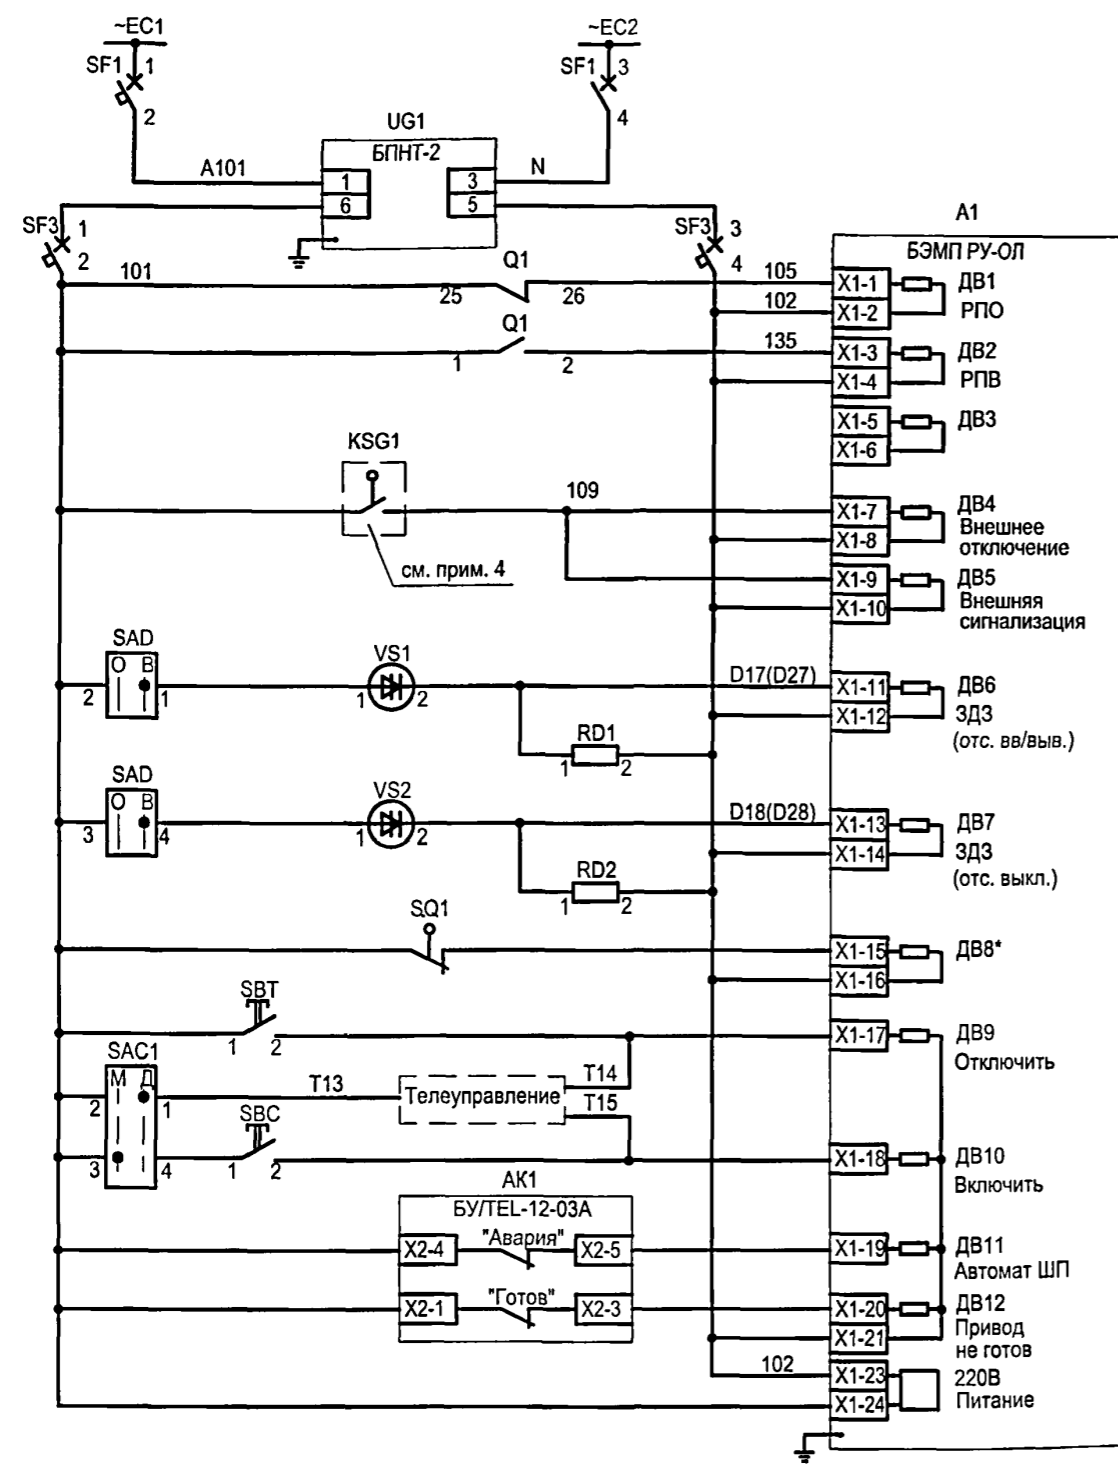 ~EC1
~EC2
SF1
1
2
SF1
3
4
UG1
БПНТ-2
A101
N
1
3
6
5
SF3
1
2
SF3
3
4
A1
БЭМП РУ-ОЛ
101
Q1
25
26
105
X1-1
ДВ1
102
X1-2
РПО
Q1
1
2
135
X1-3
ДВ2
X1-4
РПВ
X1-5
ДВ3
X1-6
KSG1
109
X1-7
ДВ4
X1-8
Внешнее
отключение
см. прим. 4
X1-9
ДВ5
X1-10
Внешняя
сигнализация
SAD
О В
2
1
VS1
1
2
D17(D27)
X1-11
ДВ6
X1-12
ЗДЗ
(отс. вв/выв.)
RD1
1
2
SAD
О В
3
4
VS2
1
2
D18(D28)
X1-13
ДВ7
X1-14
ЗДЗ
(отс. выкл.)
RD2
1
2
SQ1
X1-15
ДВ8*
X1-16
SBT
1
2
X1-17
ДВ9
Отключить
SAC1
М Д
2
1
T13
Телеуправление
T14
T15
3
4
SBC
1
2
X1-18
ДВ10
Включить
AK1
БУ/TEL-12-03A
X2-4
"Авария"
X2-5
X1-19
ДВ11
Автомат ШП
X2-1
"Готов"
X2-3
X1-20
ДВ12
X1-21
Привод
не готов
102
X1-23
220В
X1-24
Питание